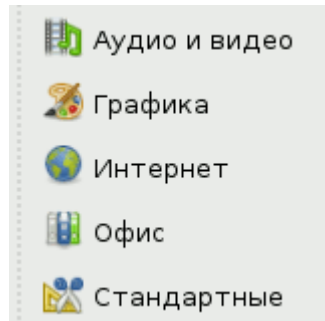 Аудио и видео
Графика
Интернет
Офис
Стандартные